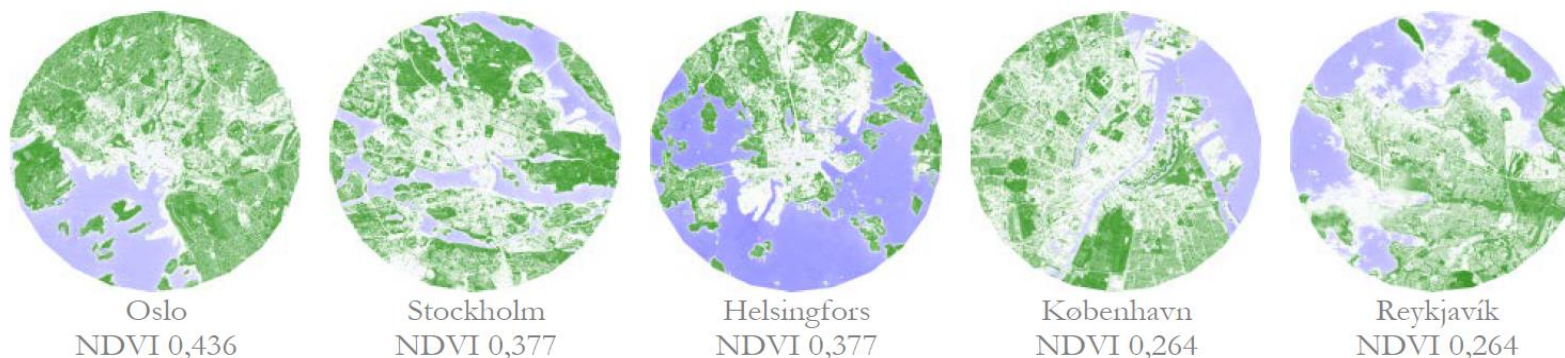 Oslo
NDVI 0,436
Stockholm
NDVI 0,377
Helsingfors
NDVI 0,377
København
NDVI 0,264
Reykjavík
NDVI 0,264